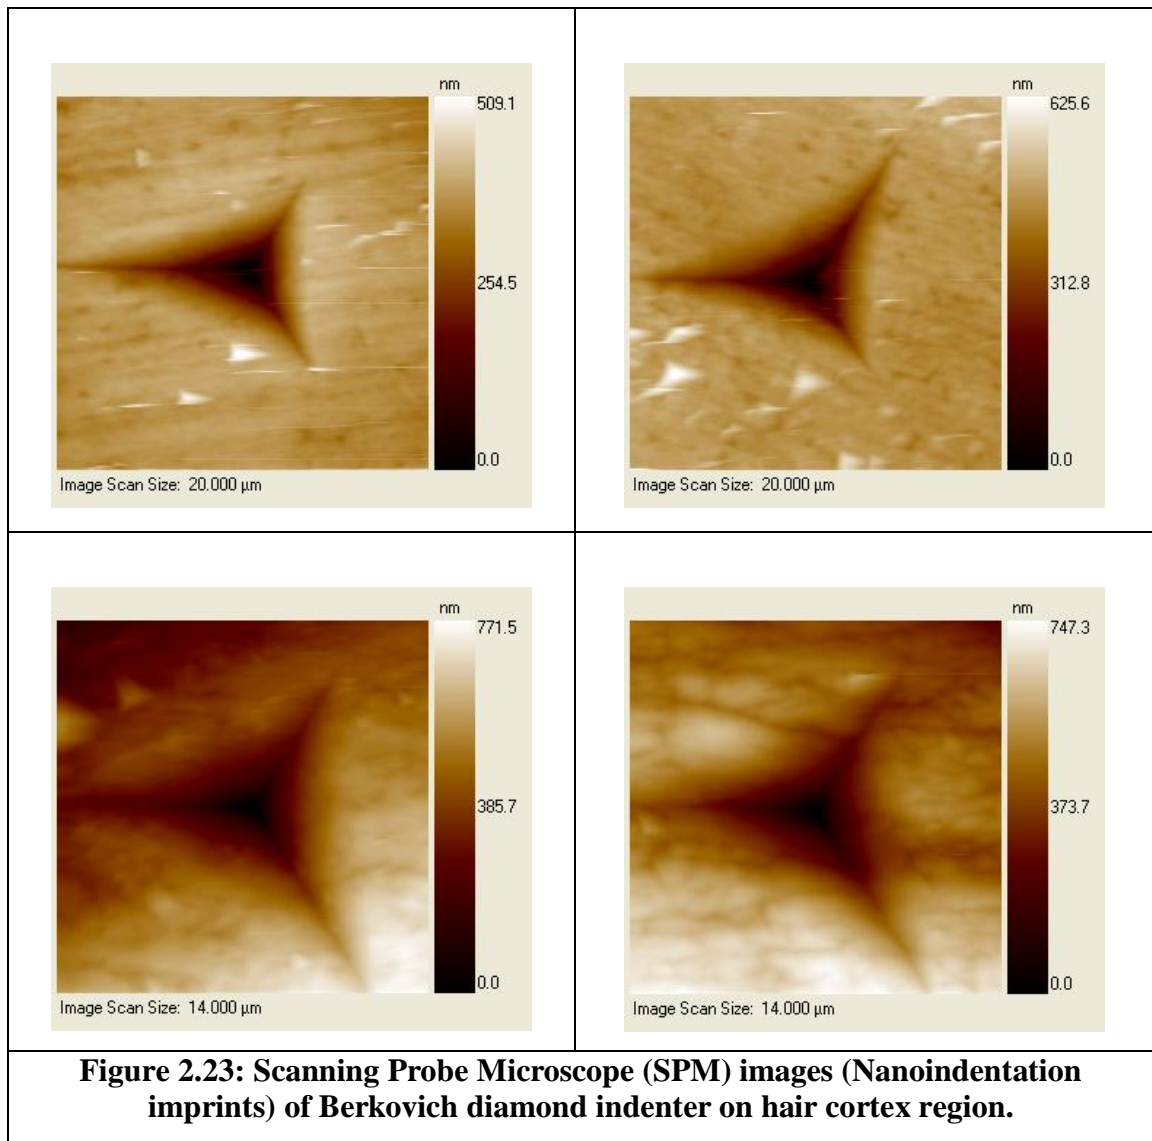 nm
509.1
254.5
0.0
Image Scan Size: 20.000 µm
nm
625.6
312.8
0.0
Image Scan Size: 20.000 µm
nm
771.5
385.7
0.0
Image Scan Size: 14.000 µm
nm
747.3
373.7
0.0
Image Scan Size: 14.000 µm
Figure 2.23: Scanning Probe Microscope (SPM) images (Nanoindentation
imprints) of Berkovich diamond indenter on hair cortex region.